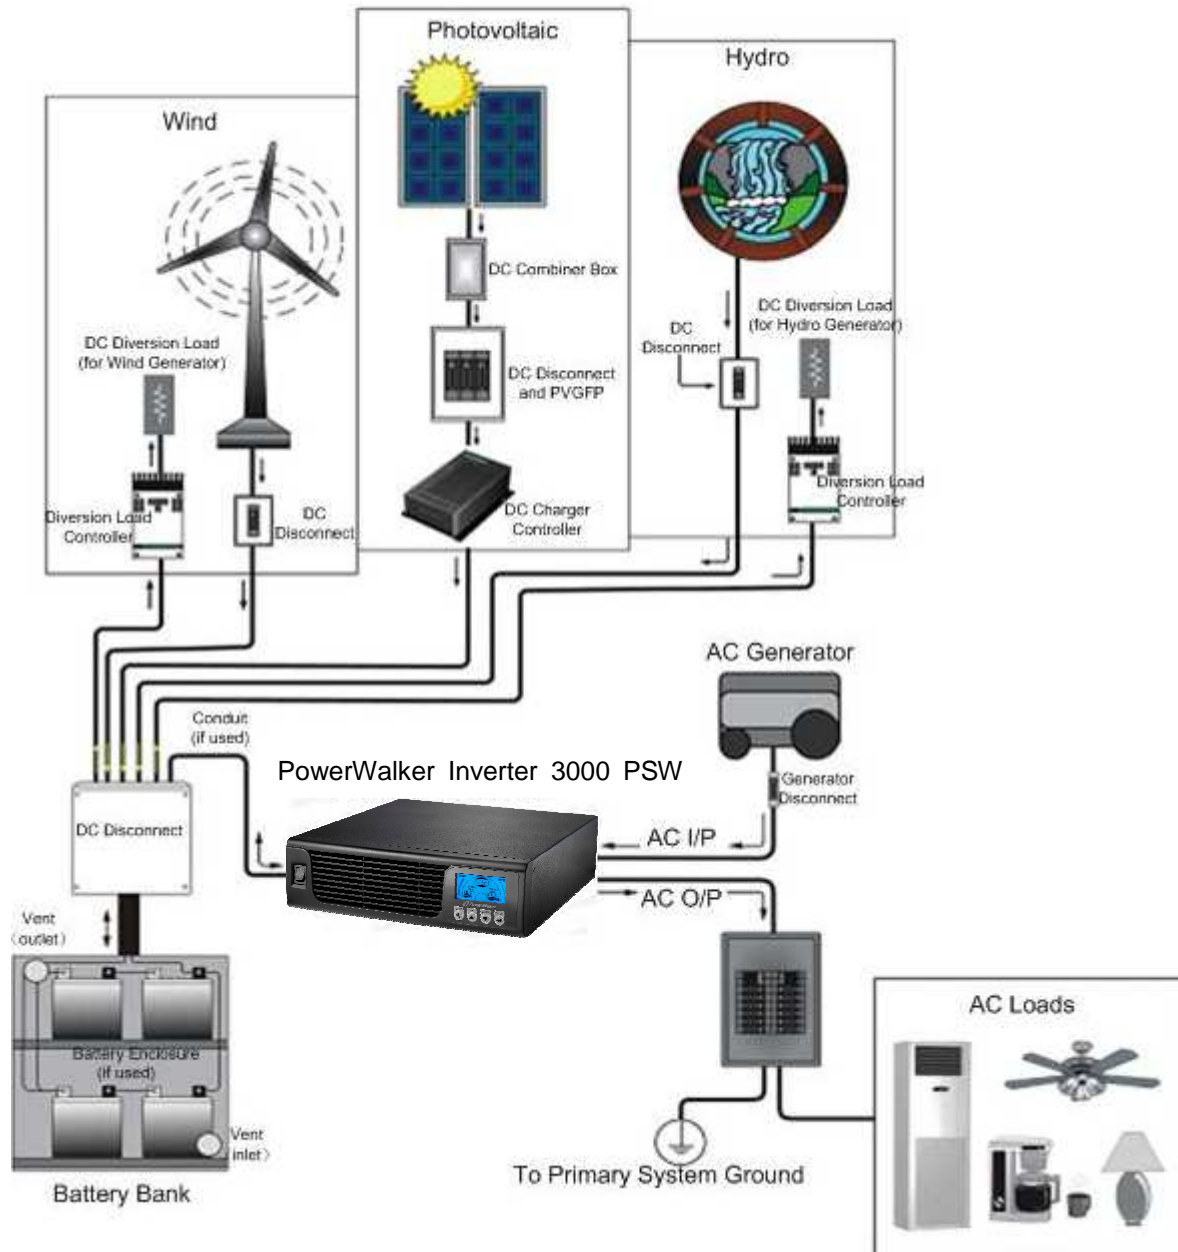 Photovoltaic
Hydro
Wind
DC Combiner Box
DC Diversion Load
(for Hydro Generator)
DC
Disconnect
DC Diversion Load
(for Wind Generator)
DC Disconnect
and PVGFP
Diversion Load
Controller
DC
Disconnect
DC Charger
Controller
Diversion Load
Controller
AC Generator
Conduit
(if used)
PowerWalker Inverter 3000 PSW
Generator
Disconnect
DC Disconnect
AC I/P
AC O/P
Vent
(outlet)
Battery Enclosure
(if used)
Vent
inlet)
Battery Bank
To Primary System Ground
AC Loads